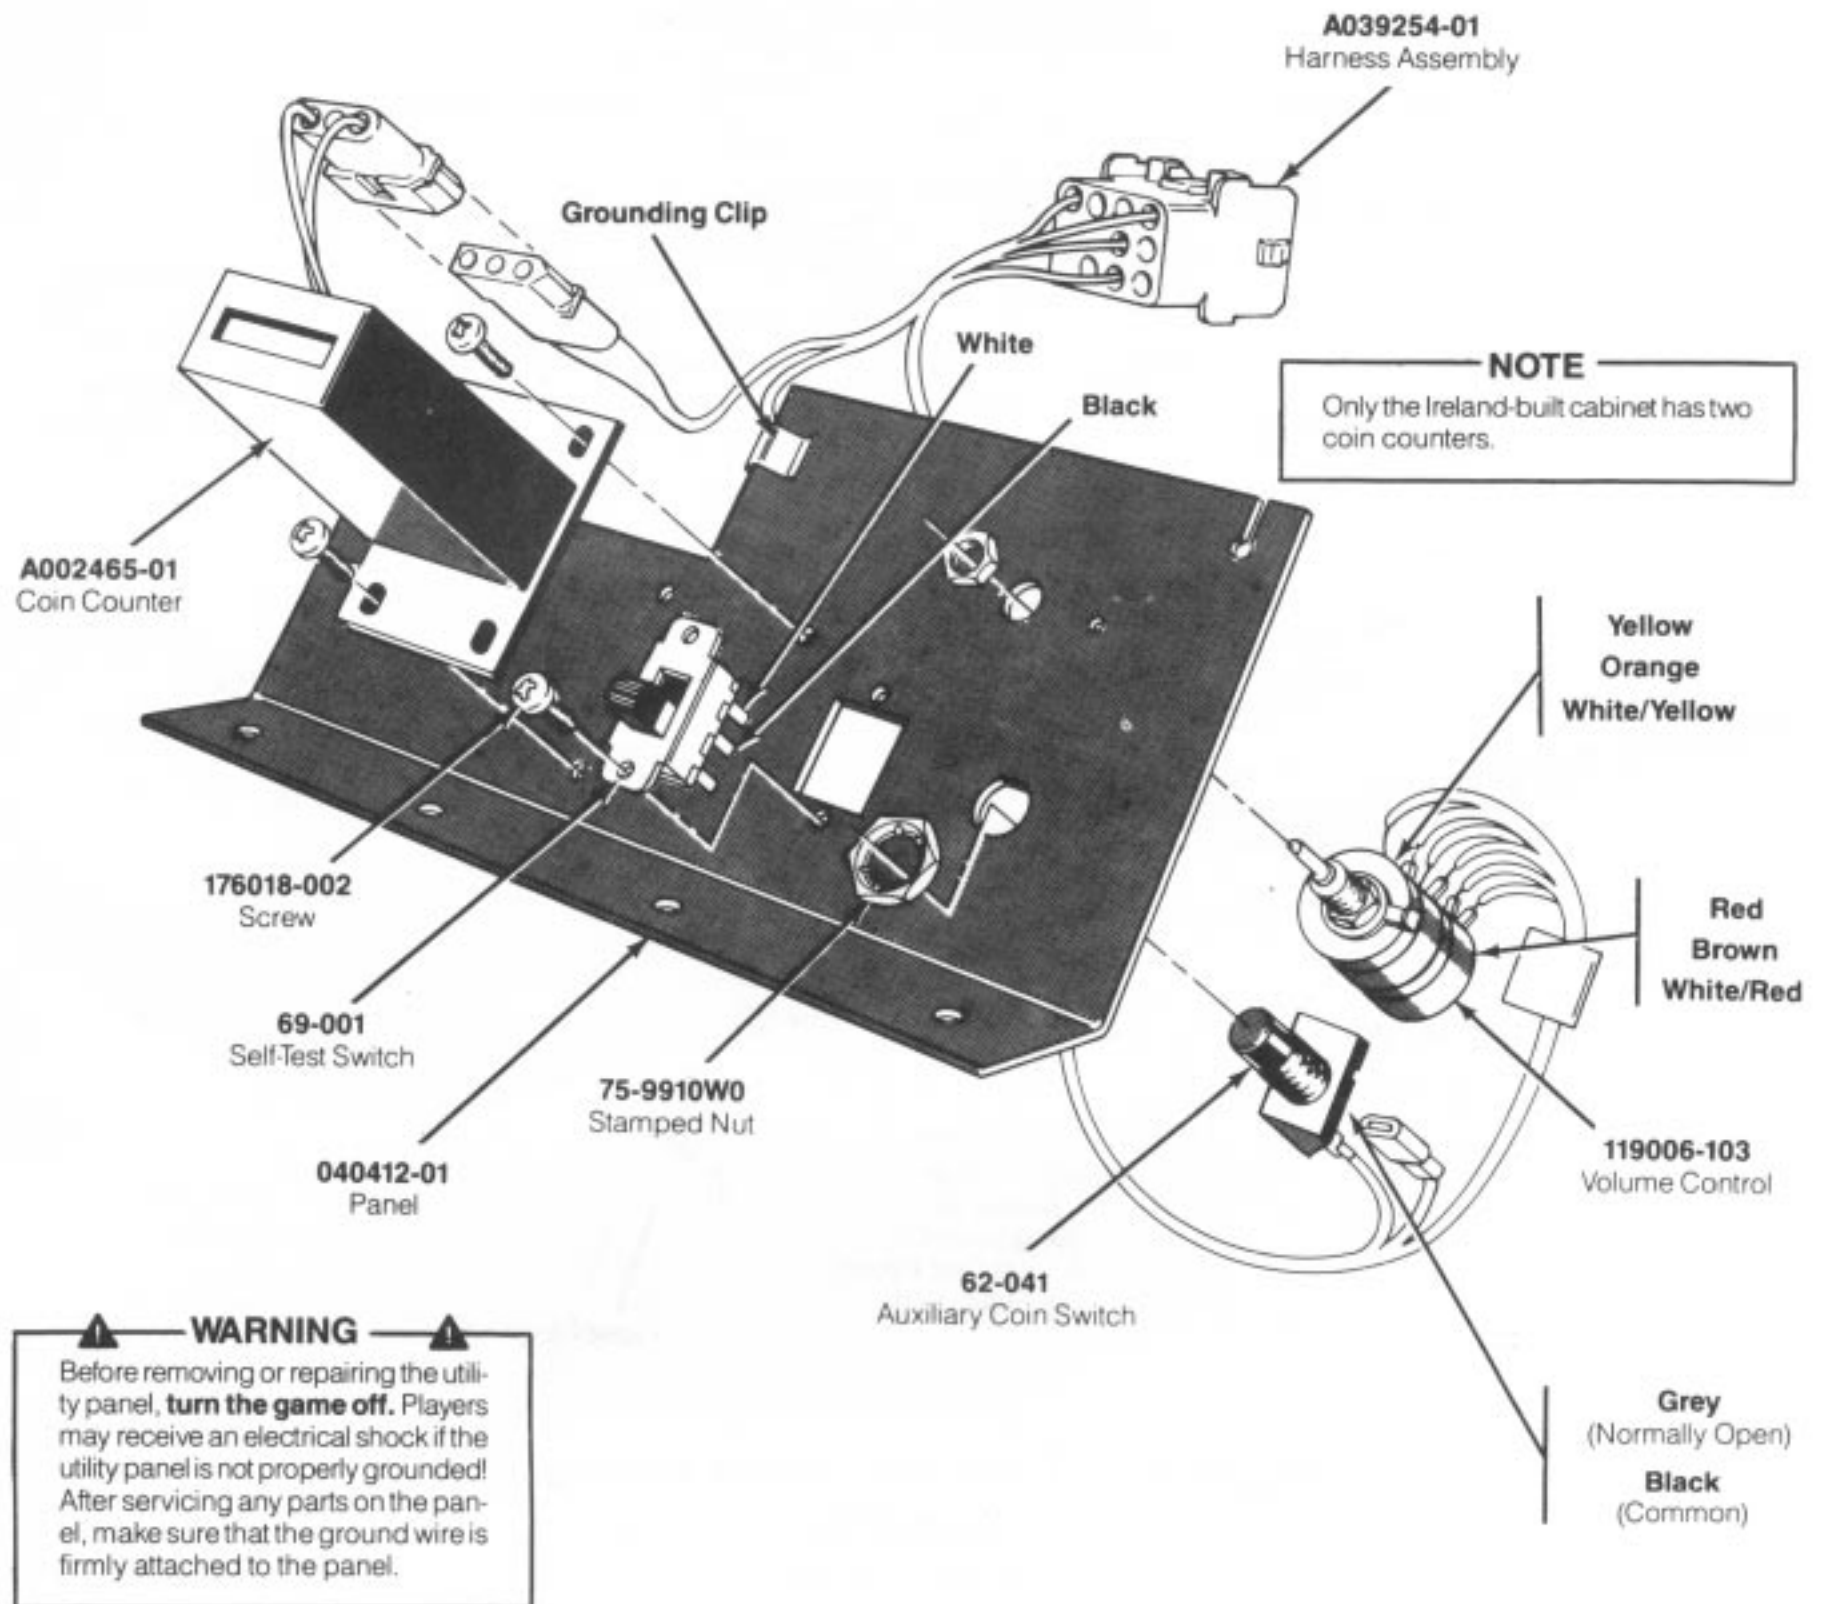 A039254-01
Harness Assembly
Grounding Clip
White
Black
NOTE
Only the Ireland-built cabinet has two
coin counters.
A002465-01
Coin Counter
Yellow
Orange
White/Yellow
176018-002
Screw
Red
Brown
White/Red
69-001
Self-Test Switch
75-9910W0
Stamped Nut
040412-01
Panel
119006-103
Volume Control
62-041
Auxiliary Coin Switch
WARNING
Before removing or repairing the utili-
ty panel, turn the game off. Players
may receive an electrical shock if the
utility panel is not properly grounded!
After servicing any parts on the pan-
el, make sure that the ground wire is
firmly attached to the panel.
Grey
(Normally Open)
Black
(Common)